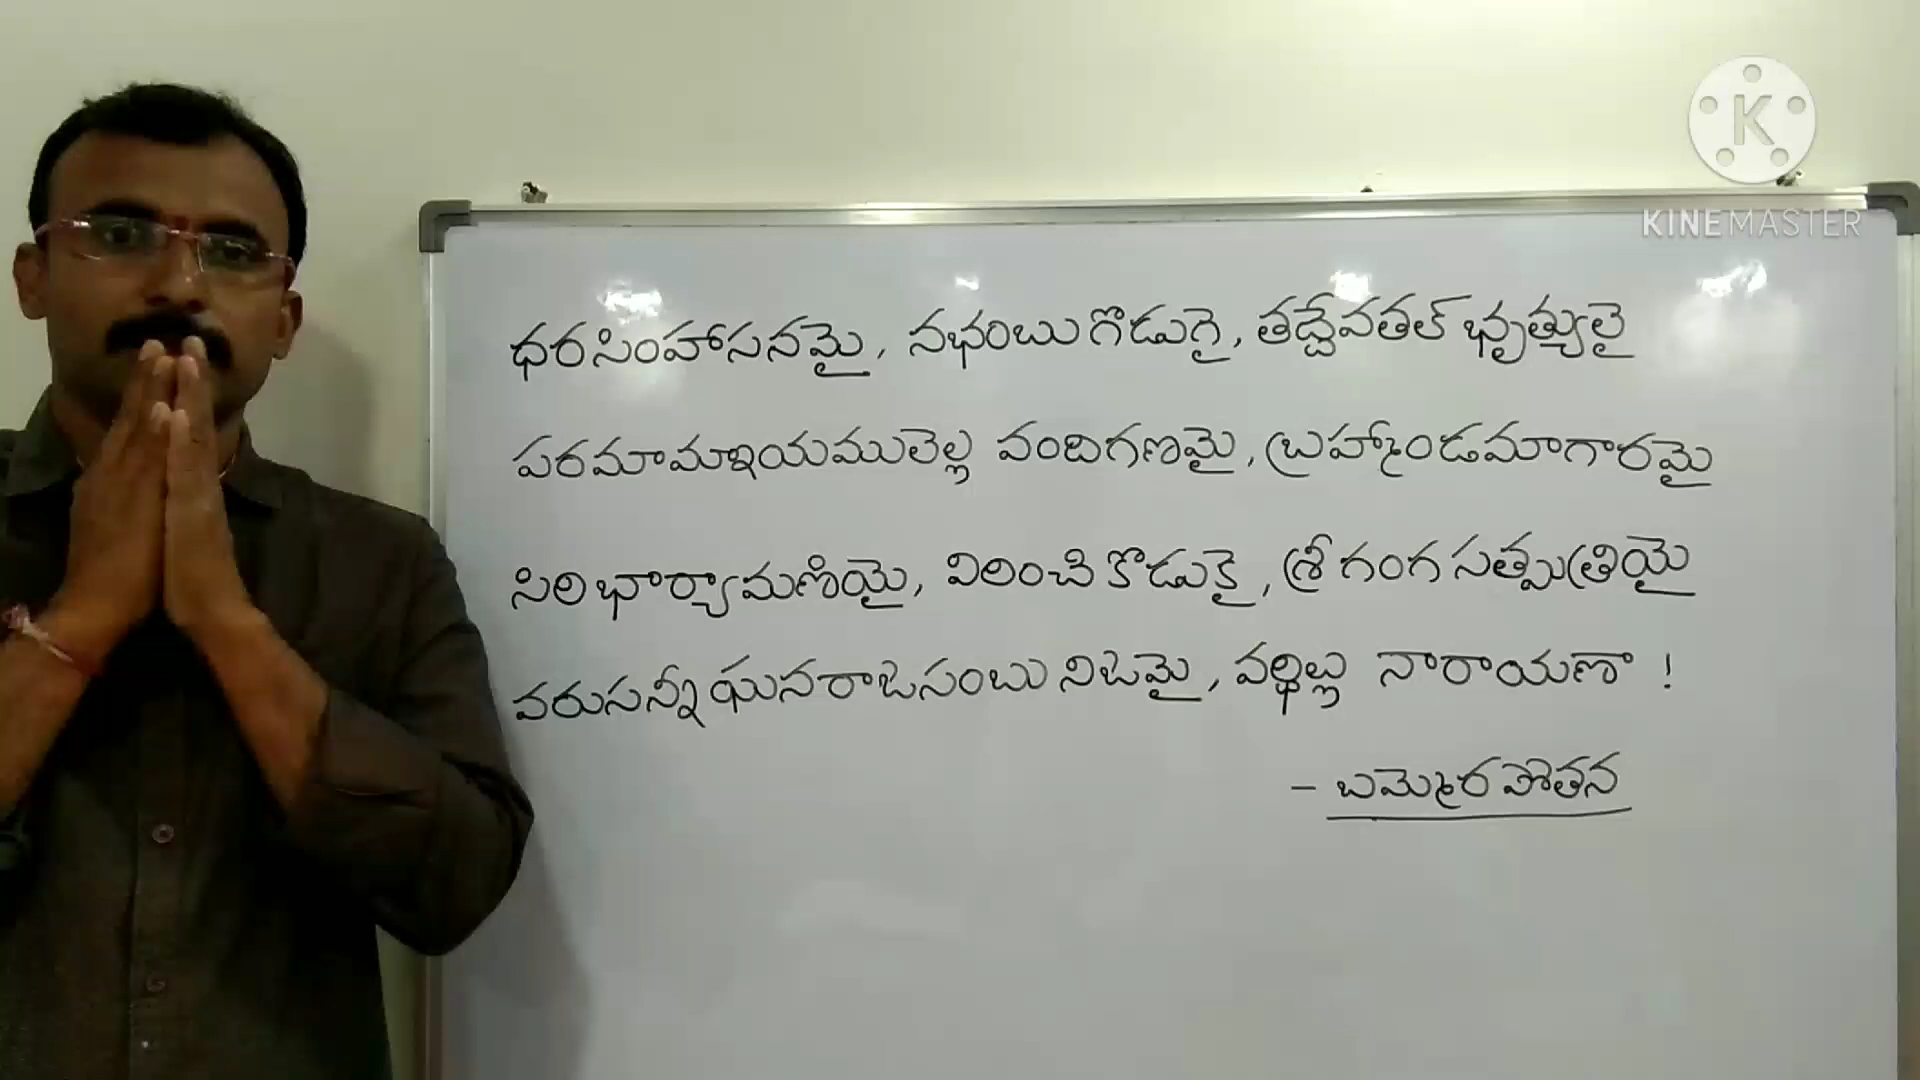 KINEMASTER
ధరసింహాసనమై, నభంబు గొడుగై, తద్దేవతల్ భృత్యులై
పరమామ్నాయములెల్ల వందిగణమై, బ్రహ్మాండమాగారమై
సిరి భార్యామణియై, విరించి కొడుకై, శ్రీ గంగ సత్పుత్రియై
వరుసన్నీ ఘనరాజసంబు నిజమై, వర్థిల్లు నారాయణా !
- బమ్మెర పోతన